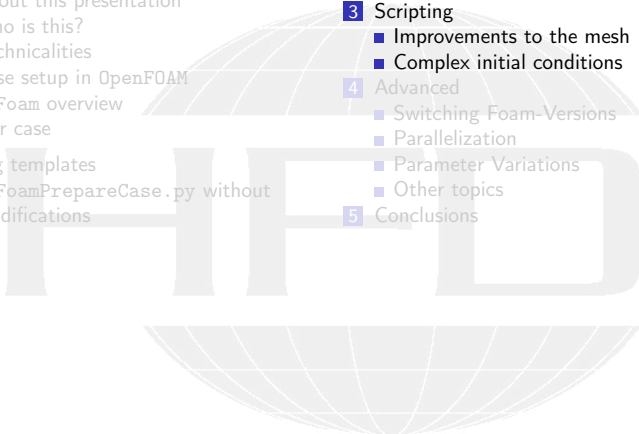 out this presentation
o is this?
chnicalities
se setup in OpenFOAM
Foam overview
r case
g templates
FoamPrepareCase.py without
difications
3 Scripting
Improvements to the mesh
Complex initial conditions
4 Advanced
Switching Foam-Versions
Parallelization
Parameter Variations
Other topics
5 Conclusions
HFD